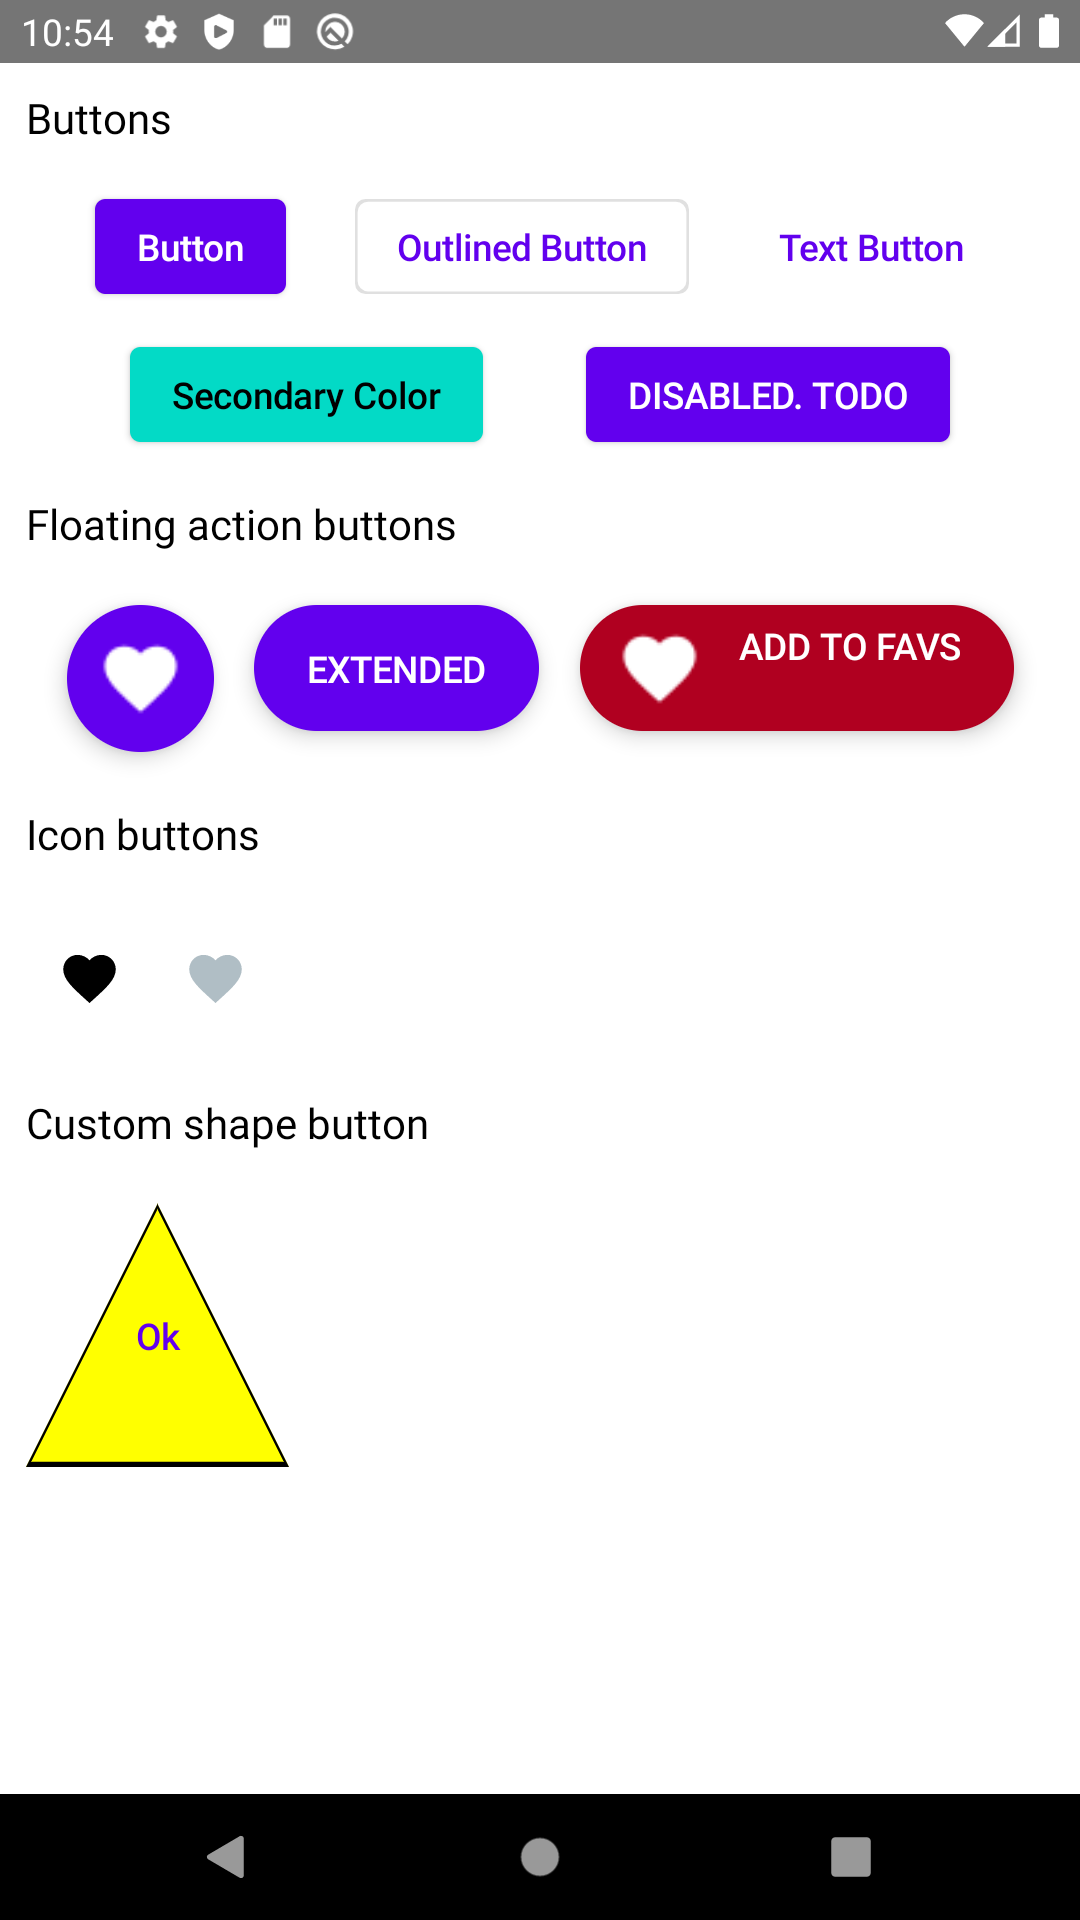 10:54
Buttons
Button Outlined Button Text Button
Secondary Color DISABLED. TODO
Floating action buttons
EXTENDED ADD TO FAVS
Icon buttons
Custom shape button
Ok